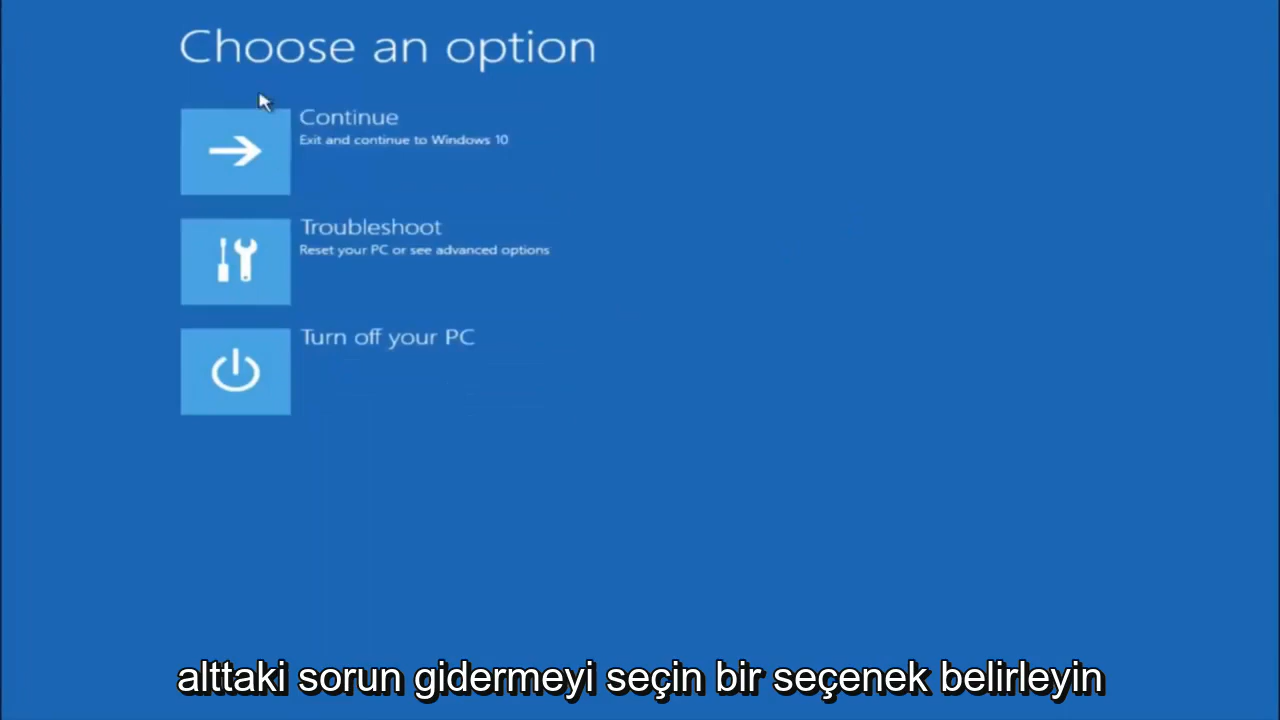 Choose an option
Continue
Exit and continue to Windows 10
Troubleshoot
Reset your PC or see advanced options
Turn off your PC
alttaki sorun gidermeyi seçin bir seçenek belirleyin